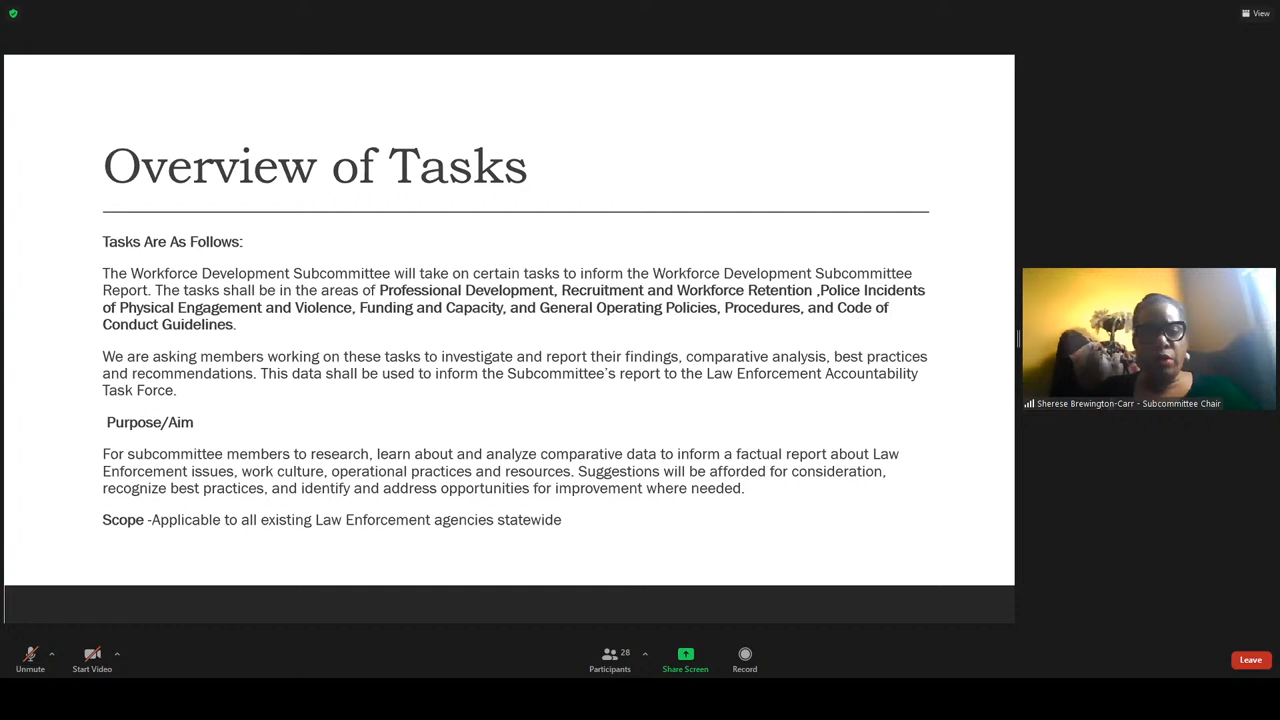 View
Overview of Tasks
Tasks Are As Follows:
The Workforce Development Subcommittee will take on certain tasks to inform the Workforce Development Subcommittee
Report. The tasks shall be in the areas of Professional Development, Recruitment and Workforce Retention ,Police Incidents
of Physical Engagement and Violence, Funding and Capacity, and General Operating Policies, Procedures, and Code of
Conduct Guidelines.
We are asking members working on these tasks to investigate and report their findings, comparative analysis, best practices
and recommendations. This data shall be used to inform the Subcommittee's report to the Law Enforcement Accountability
Task Force.
Purpose/Aim
For subcommittee members to research, learn about and analyze comparative data to inform a factual report about Law
Enforcement issues, work culture, operational practices and resources. Suggestions will be afforded for consideration,
recognize best practices, and identify and address opportunities for improvement where needed.
Scope -Applicable to all existing Law Enforcement agencies statewide
Sherese Brewington-Carr - Subcommittee Chair
Unmute
Start Video
28
Participants
Share Screen
Record
Leave